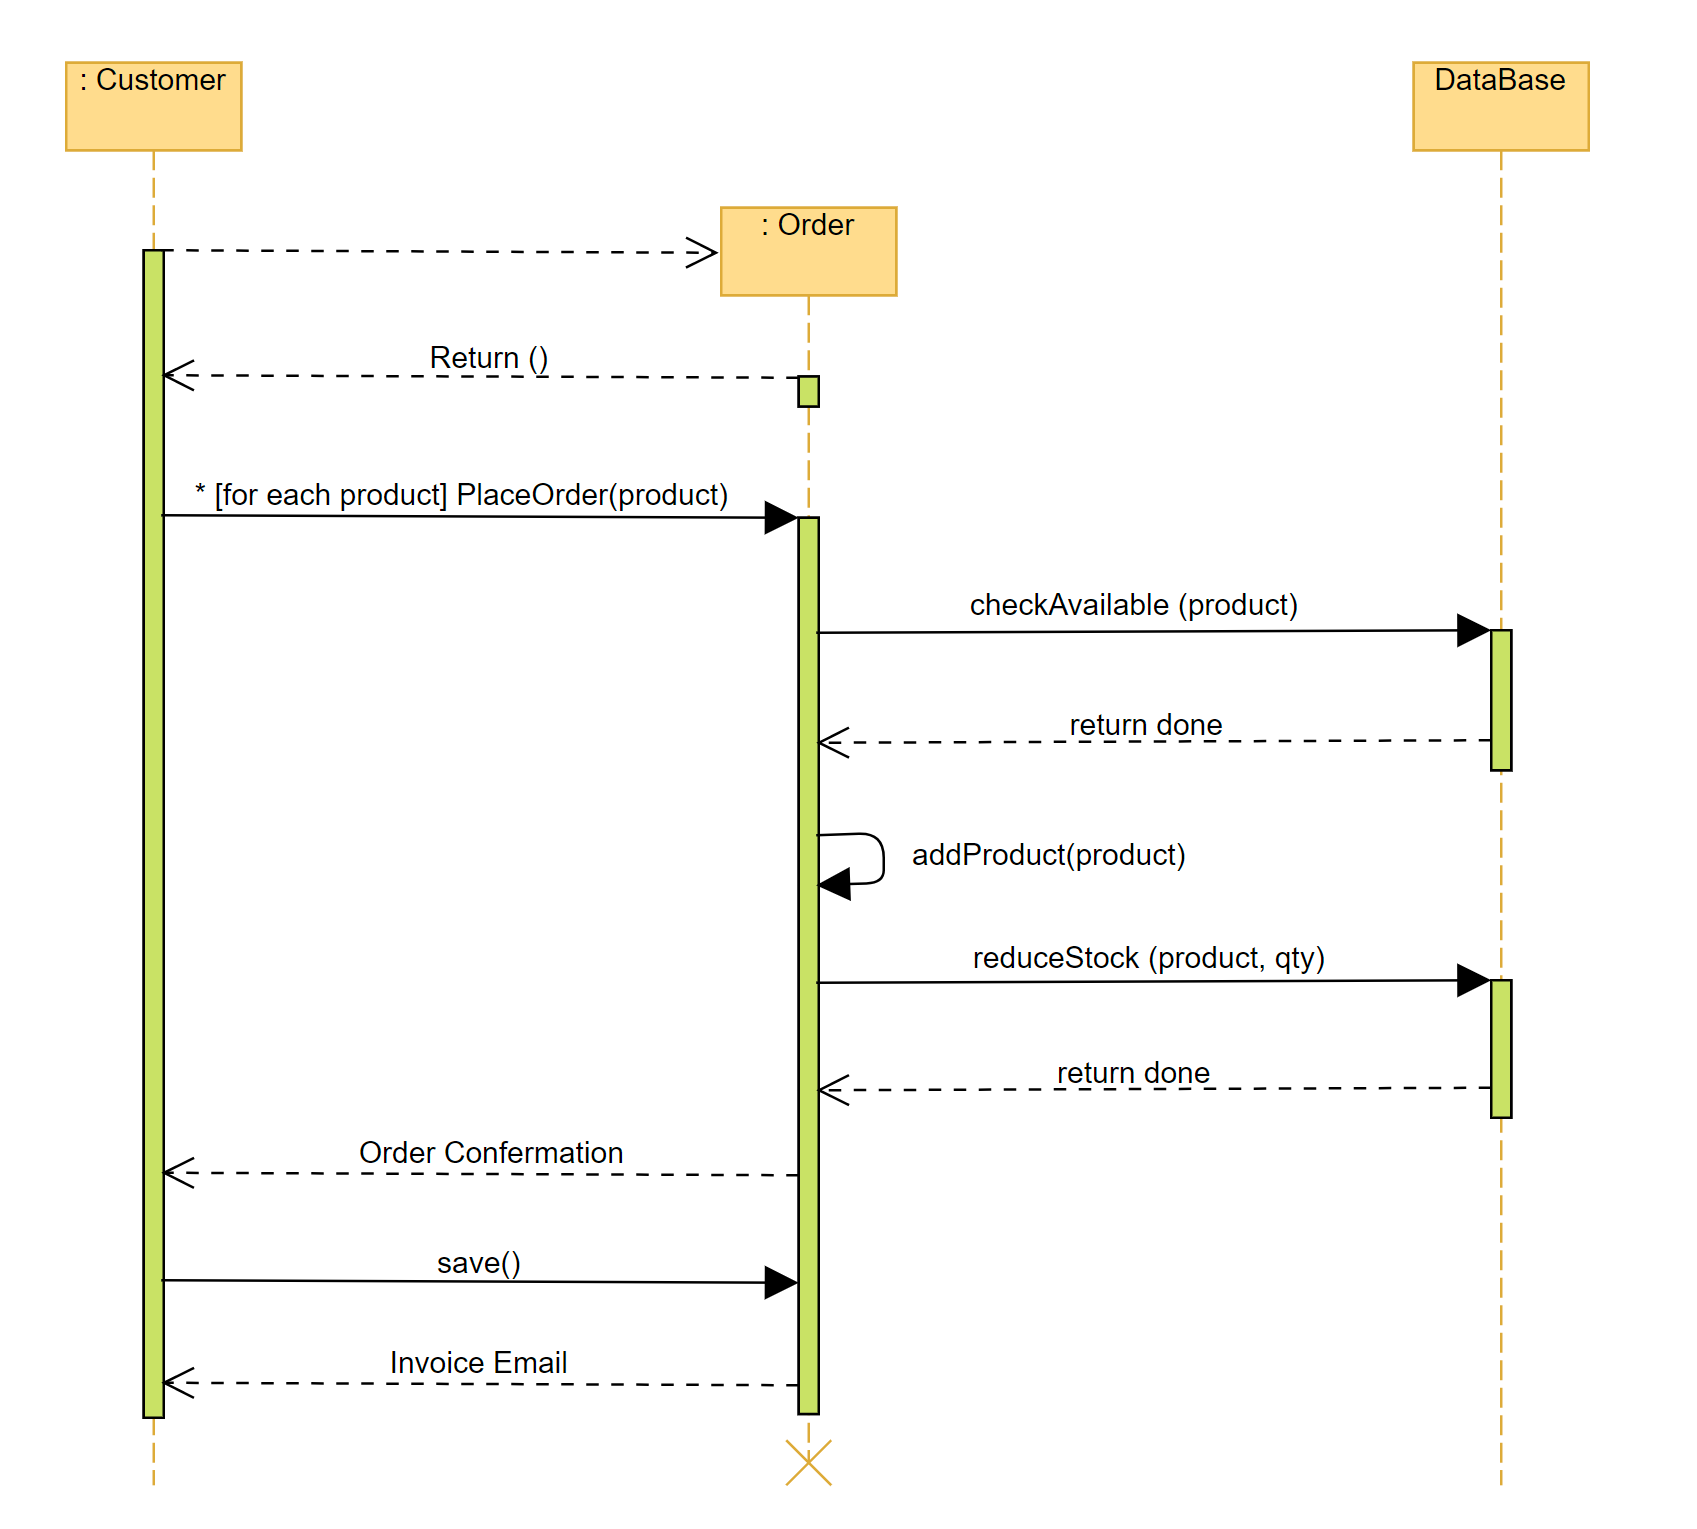 : Customer
DataBase
: Order
Return ()
* [for each product] PlaceOrder(product)
checkAvailable (product)
return done
addProduct(product)
reduceStock (product, qty)
return done
Order Confermation
save()
Invoice Email